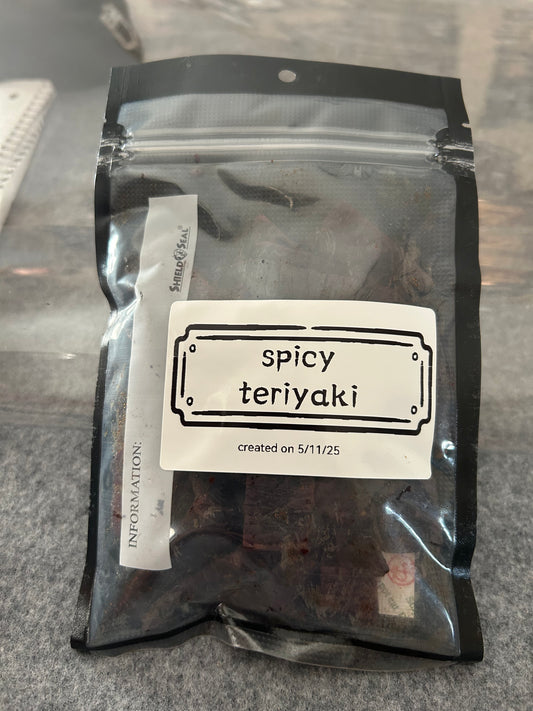 SHIELD SEAL®
INFORMATION:
spicy
teriyaki
created on 5/11/25